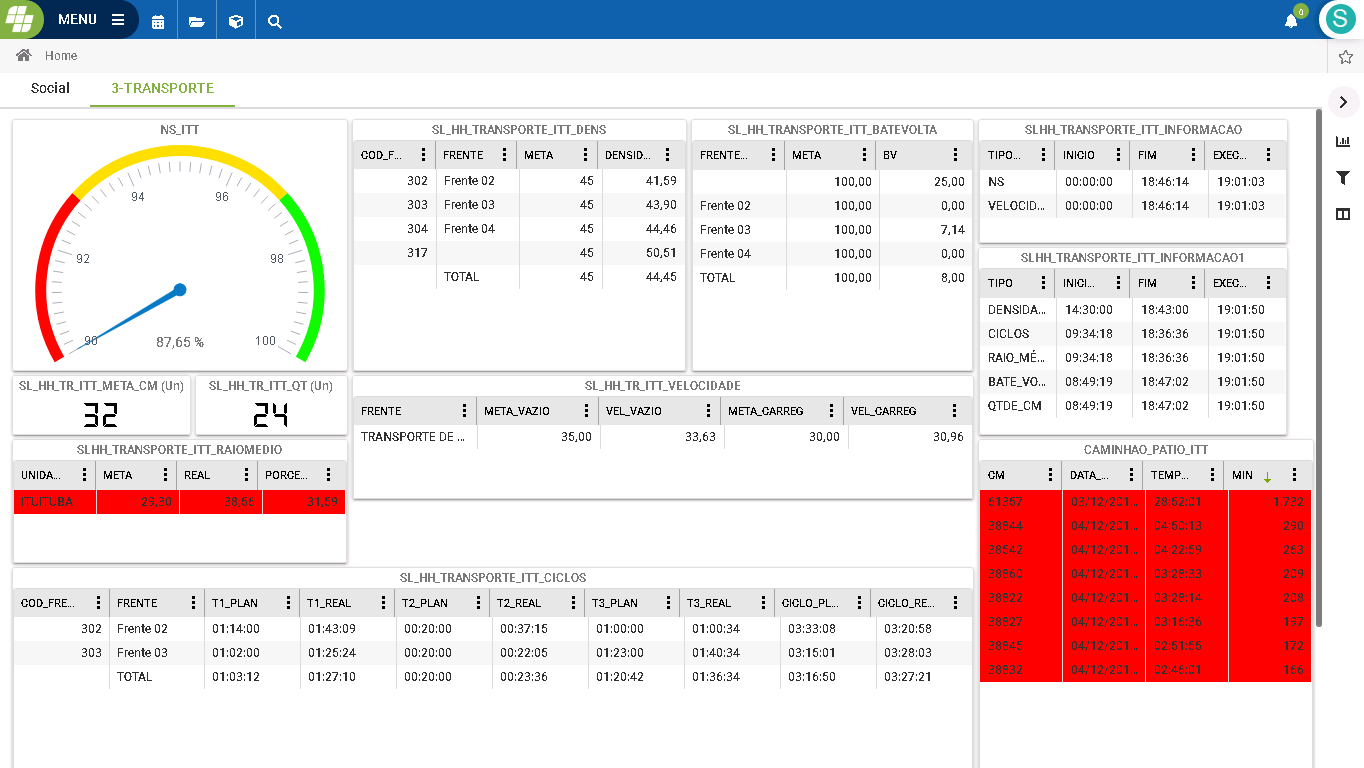 MENU
0
S
Home
Social 3-TRANSPORTE
NS_ITT
90 92 94 96 98 100
87,65 %
SL_HH_TRANSPORTE_ITT_DENS
COD_F... FRENTE META DENSID...
302 Frente 02 45 41,59
303 Frente 03 45 43,90
304 Frente 04 45 44,46
317 45 50,51
TOTAL 45 44,45
SL_HH_TRANSPORTE_ITT_BATEVOLTA
FRENTE... META BV
100,00 25,00
Frente 02 100,00 0,00
Frente 03 100,00 7,14
Frente 04 100,00 0,00
TOTAL 100,00 8,00
SLHH_TRANSPORTE_ITT_INFORMACAO
TIPO... INICIO FIM EXEC...
NS 00:00:00 18:46:14 19:01:03
VELOCID... 00:00:00 18:46:14 19:01:03
SLHH_TRANSPORTE_ITT_INFORMACAO1
TIPO INICI... FIM EXEC...
DENSIDA... 14:30:00 18:43:00 19:01:50
CICLOS 09:34:18 18:36:36 19:01:50
RAIO_MÉ... 09:34:18 18:36:36 19:01:50
BATE_VO... 08:49:19 18:47:02 19:01:50
QTDE_CM 08:49:19 18:47:02 19:01:50
SL_HH_TR_ITT_META_CM (Un)
32
SL_HH_TR_ITT_QT (Un)
24
SL_HH_TR_ITT_VELOCIDADE
FRENTE META_VAZIO VEL_VAZIO META_CARREG VEL_CARREG
TRANSPORTE DE ... 35,00 33,63 30,00 30,96
SLHH_TRANSPORTE_ITT_RAIOMEDIO
UNIDA... META REAL PORCE...
ITUITUBA 29,30 38,56 31,59
CAMINHAO_PATIO_ITT
CM DATA_... TEMP... MIN
61357 03/12/201... 28:52:01 1.732
38844 04/12/201... 04:50:13 290
38542 04/12/201... 04:22:59 263
38860 04/12/201... 03:28:33 209
38822 04/12/201... 03:28:14 208
38827 04/12/201... 03:16:36 197
38845 04/12/201... 02:51:55 172
38832 04/12/201... 02:45:01 166
SL_HH_TRANSPORTE_ITT_CICLOS
COD_FRE... FRENTE T1_PLAN T1_REAL T2_PLAN T2_REAL T3_PLAN T3_REAL CICLO_PL... CICLO_RE...
302 Frente 02 01:14:00 01:43:09 00:20:00 00:37:15 01:00:00 01:00:34 03:33:08 03:20:58
303 Frente 03 01:02:00 01:25:24 00:20:00 00:22:05 01:23:00 01:40:34 03:15:01 03:28:03
TOTAL 01:03:12 01:27:10 00:20:00 00:23:36 01:20:42 01:36:34 03:16:50 03:27:21